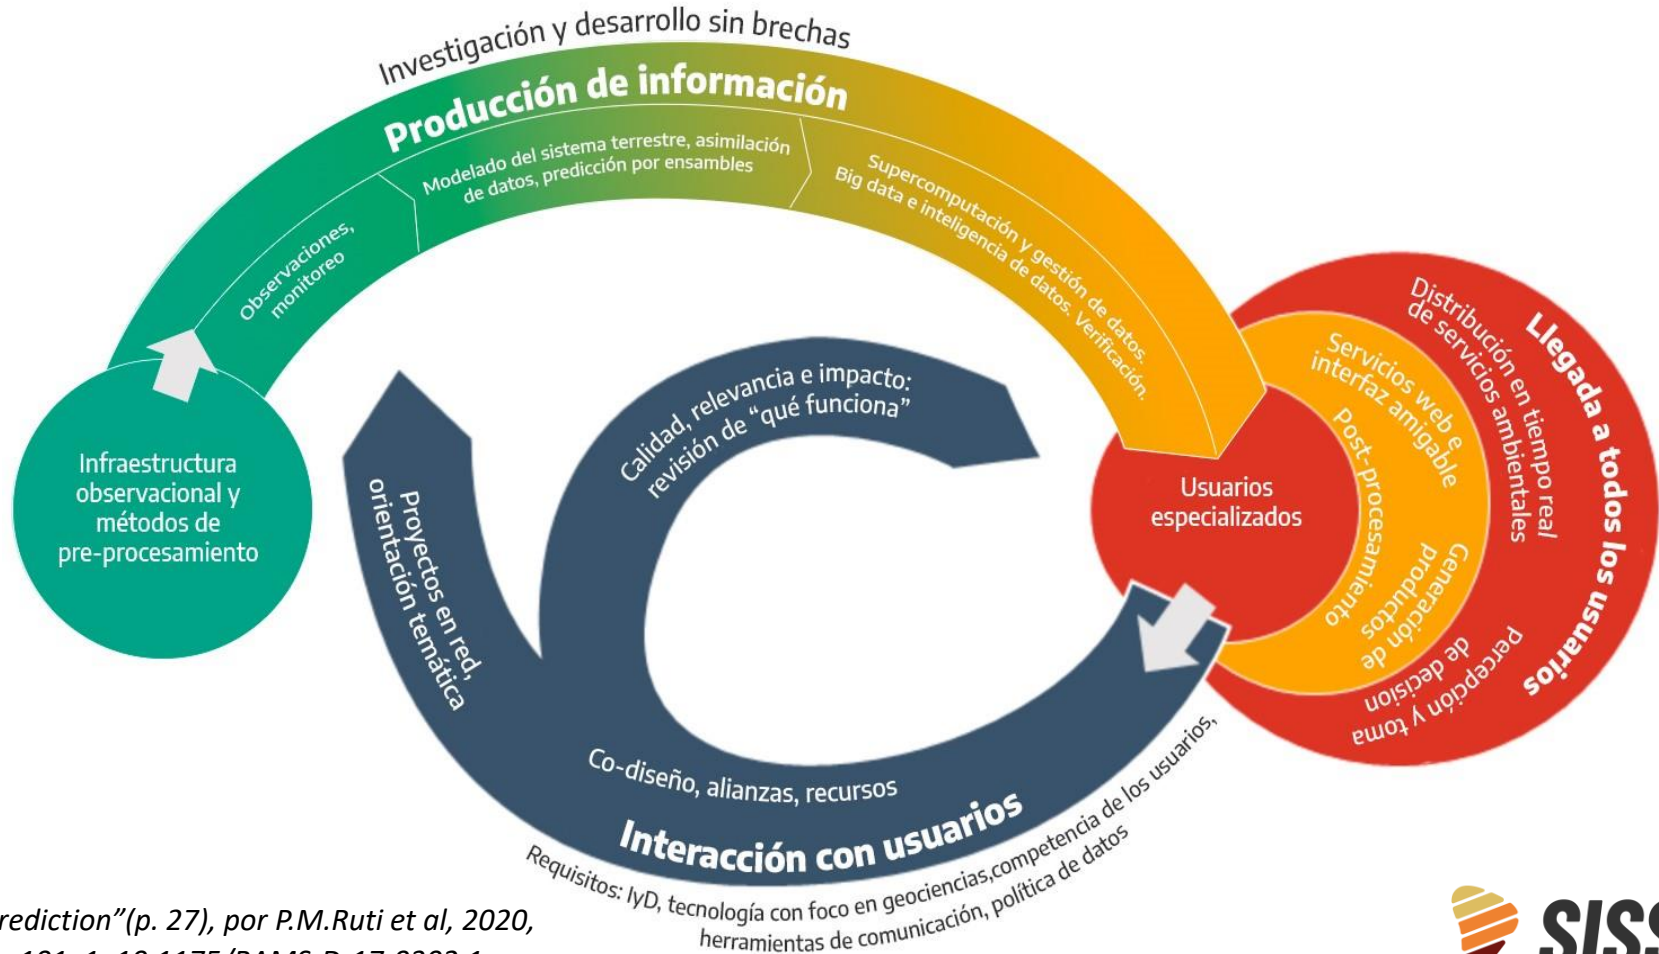 Investigación y desarrollo sin brechas
Producción de información
Observaciones,
monitoreo
Modelado del sistema terrestre, asimilación
de datos, predicción por ensambles
Supercomputación y gestión de datos.
Big data e inteligencia de datos. Verificación.
Infraestructura
observacional y
métodos de
pre-procesamiento
Proyectos en red,
orientación temática
Calidad, relevancia e impacto:
revisión de “qué funciona”
Co-diseño, alianzas, recursos
Interacción con usuarios
Requisitos: IyD, tecnología con foco en geociencias,competencia de los usuarios,
herramientas de comunicación, política de datos
Usuarios
especializados
Post-procesamiento
Servicios web e
interfaz amigable
Generación de
productos
Distribución en tiempo real
de servicios ambientales
Percepción y toma
de decision
Llegada a todos los usuarios
rediction”(p. 27), por P.M.Ruti et al, 2020,
SISS